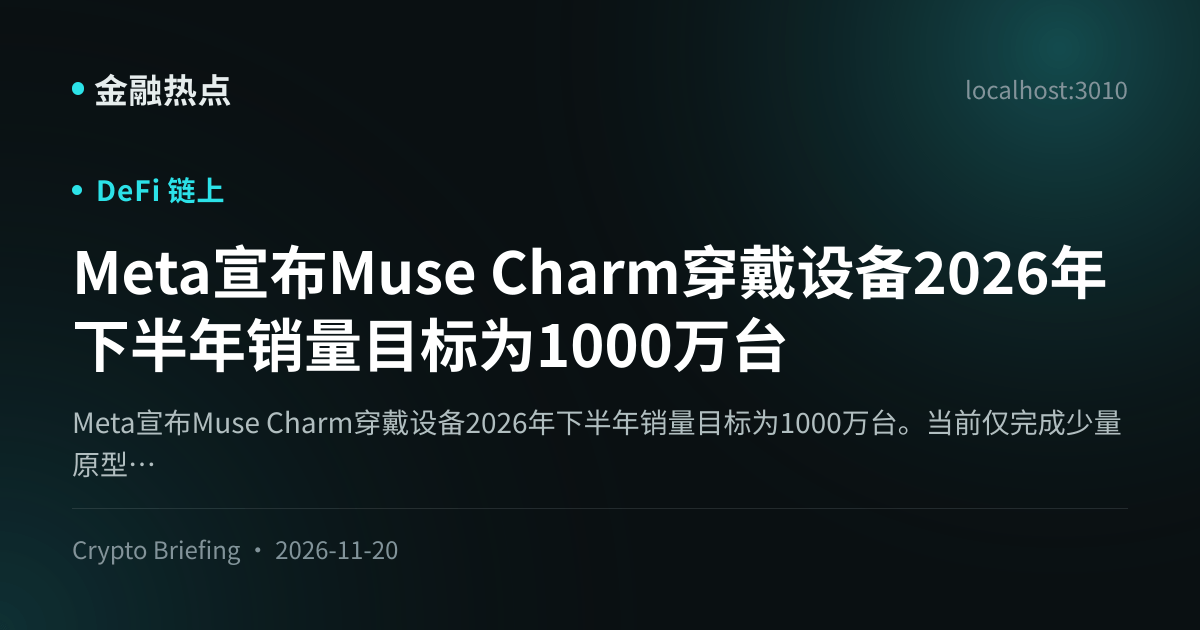 金融热点
localhost:3010
DeFi 链上
Meta宣布Muse Charm穿戴设备2026年
下半年销量目标为1000万台
Meta宣布Muse Charm穿戴设备2026年下半年销量目标为1000万台。当前仅完成少量
原型…
Crypto Briefing · 2026-11-20